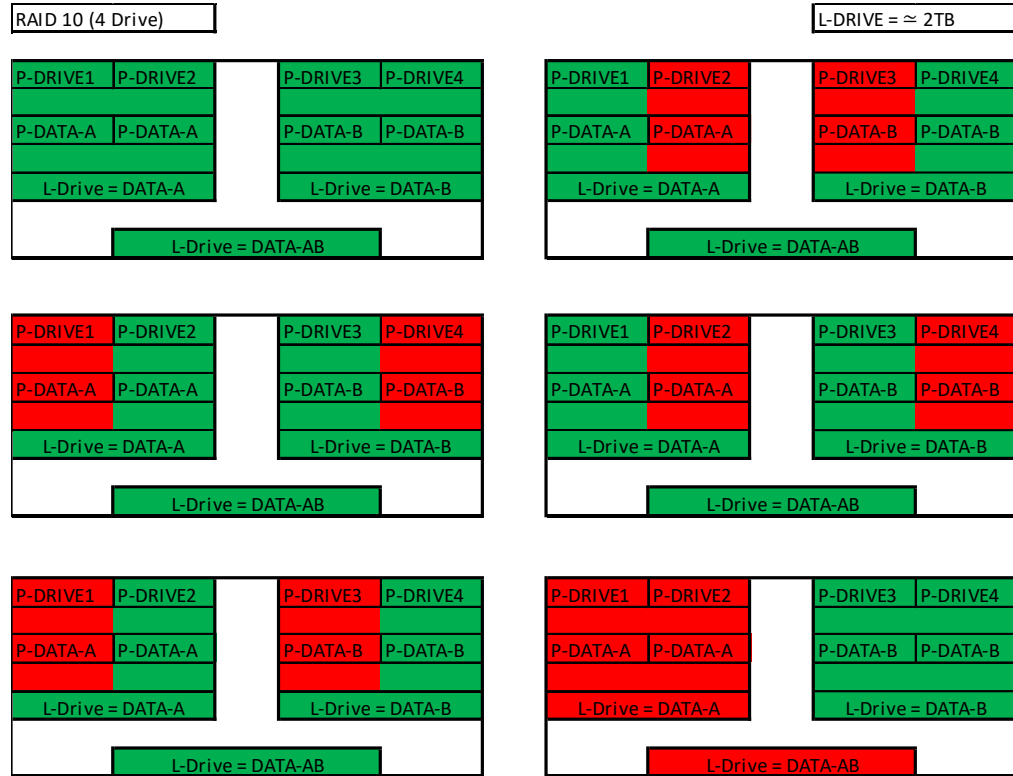 RAID 10 (4 Drive) L-DRIVE = ≃ 2TB
P-DRIVE1 P-DRIVE2 P-DRIVE3 P-DRIVE4 P-DRIVE1 P-DRIVE2 P-DRIVE3 P-DRIVE4
P-DATA-A P-DATA-A P-DATA-B P-DATA-B P-DATA-A P-DATA-A P-DATA-B P-DATA-B
L-Drive = DATA-A L-Drive = DATA-B L-Drive = DATA-A L-Drive = DATA-B
L-Drive = DATA-AB L-Drive = DATA-AB
P-DRIVE1 P-DRIVE2 P-DRIVE3 P-DRIVE4 P-DRIVE1 P-DRIVE2 P-DRIVE3 P-DRIVE4
P-DATA-A P-DATA-A P-DATA-B P-DATA-B P-DATA-A P-DATA-A P-DATA-B P-DATA-B
L-Drive = DATA-A L-Drive = DATA-B L-Drive = DATA-A L-Drive = DATA-B
L-Drive = DATA-AB L-Drive = DATA-AB
P-DRIVE1 P-DRIVE2 P-DRIVE3 P-DRIVE4 P-DRIVE1 P-DRIVE2 P-DRIVE3 P-DRIVE4
P-DATA-A P-DATA-A P-DATA-B P-DATA-B P-DATA-A P-DATA-A P-DATA-B P-DATA-B
L-Drive = DATA-A L-Drive = DATA-B L-Drive = DATA-A L-Drive = DATA-B
L-Drive = DATA-AB L-Drive = DATA-AB